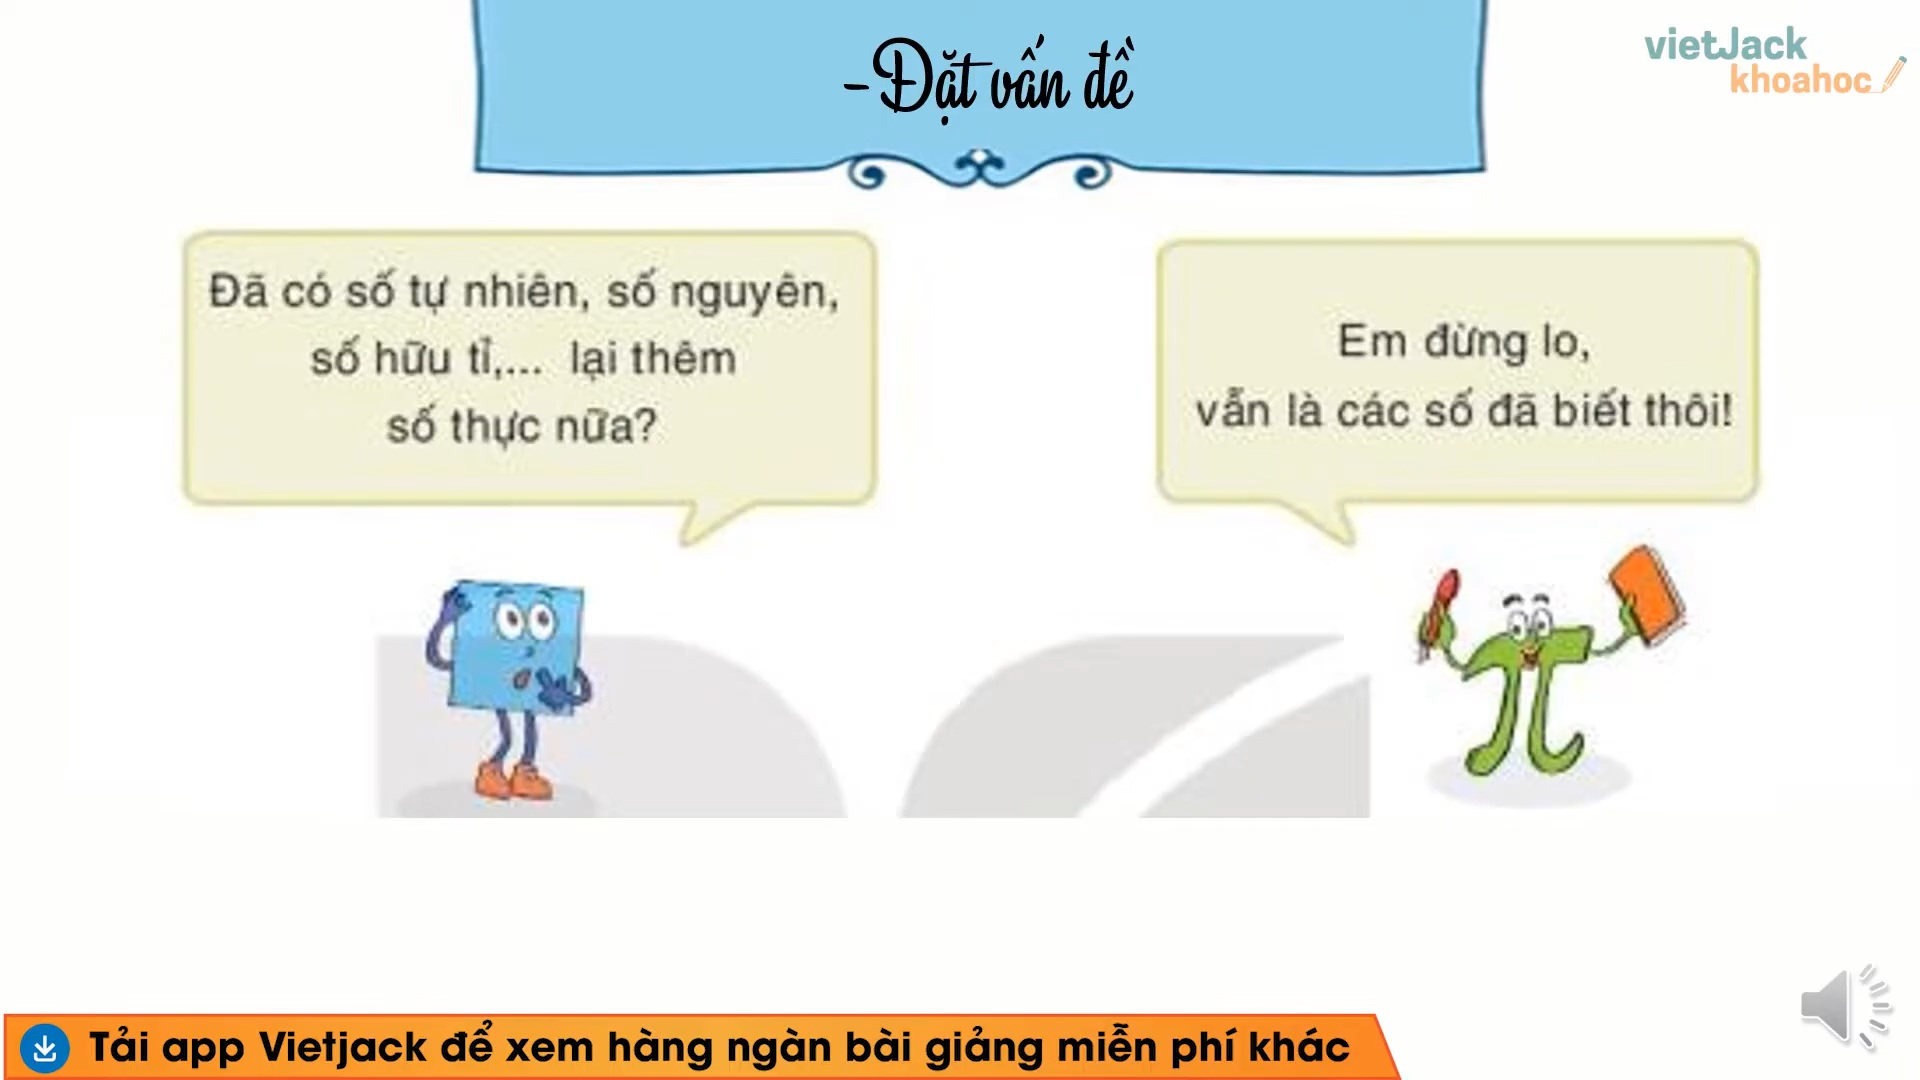 -Đặt vấn đề
vietJack
khoahoc
Đã có số tự nhiên, số nguyên,
số hữu tỉ,... lại thêm
số thực nữa?
Em đừng lo,
vẫn là các số đã biết thôi!
Tải app Vietjack để xem hàng ngàn bài giảng miễn phí khác